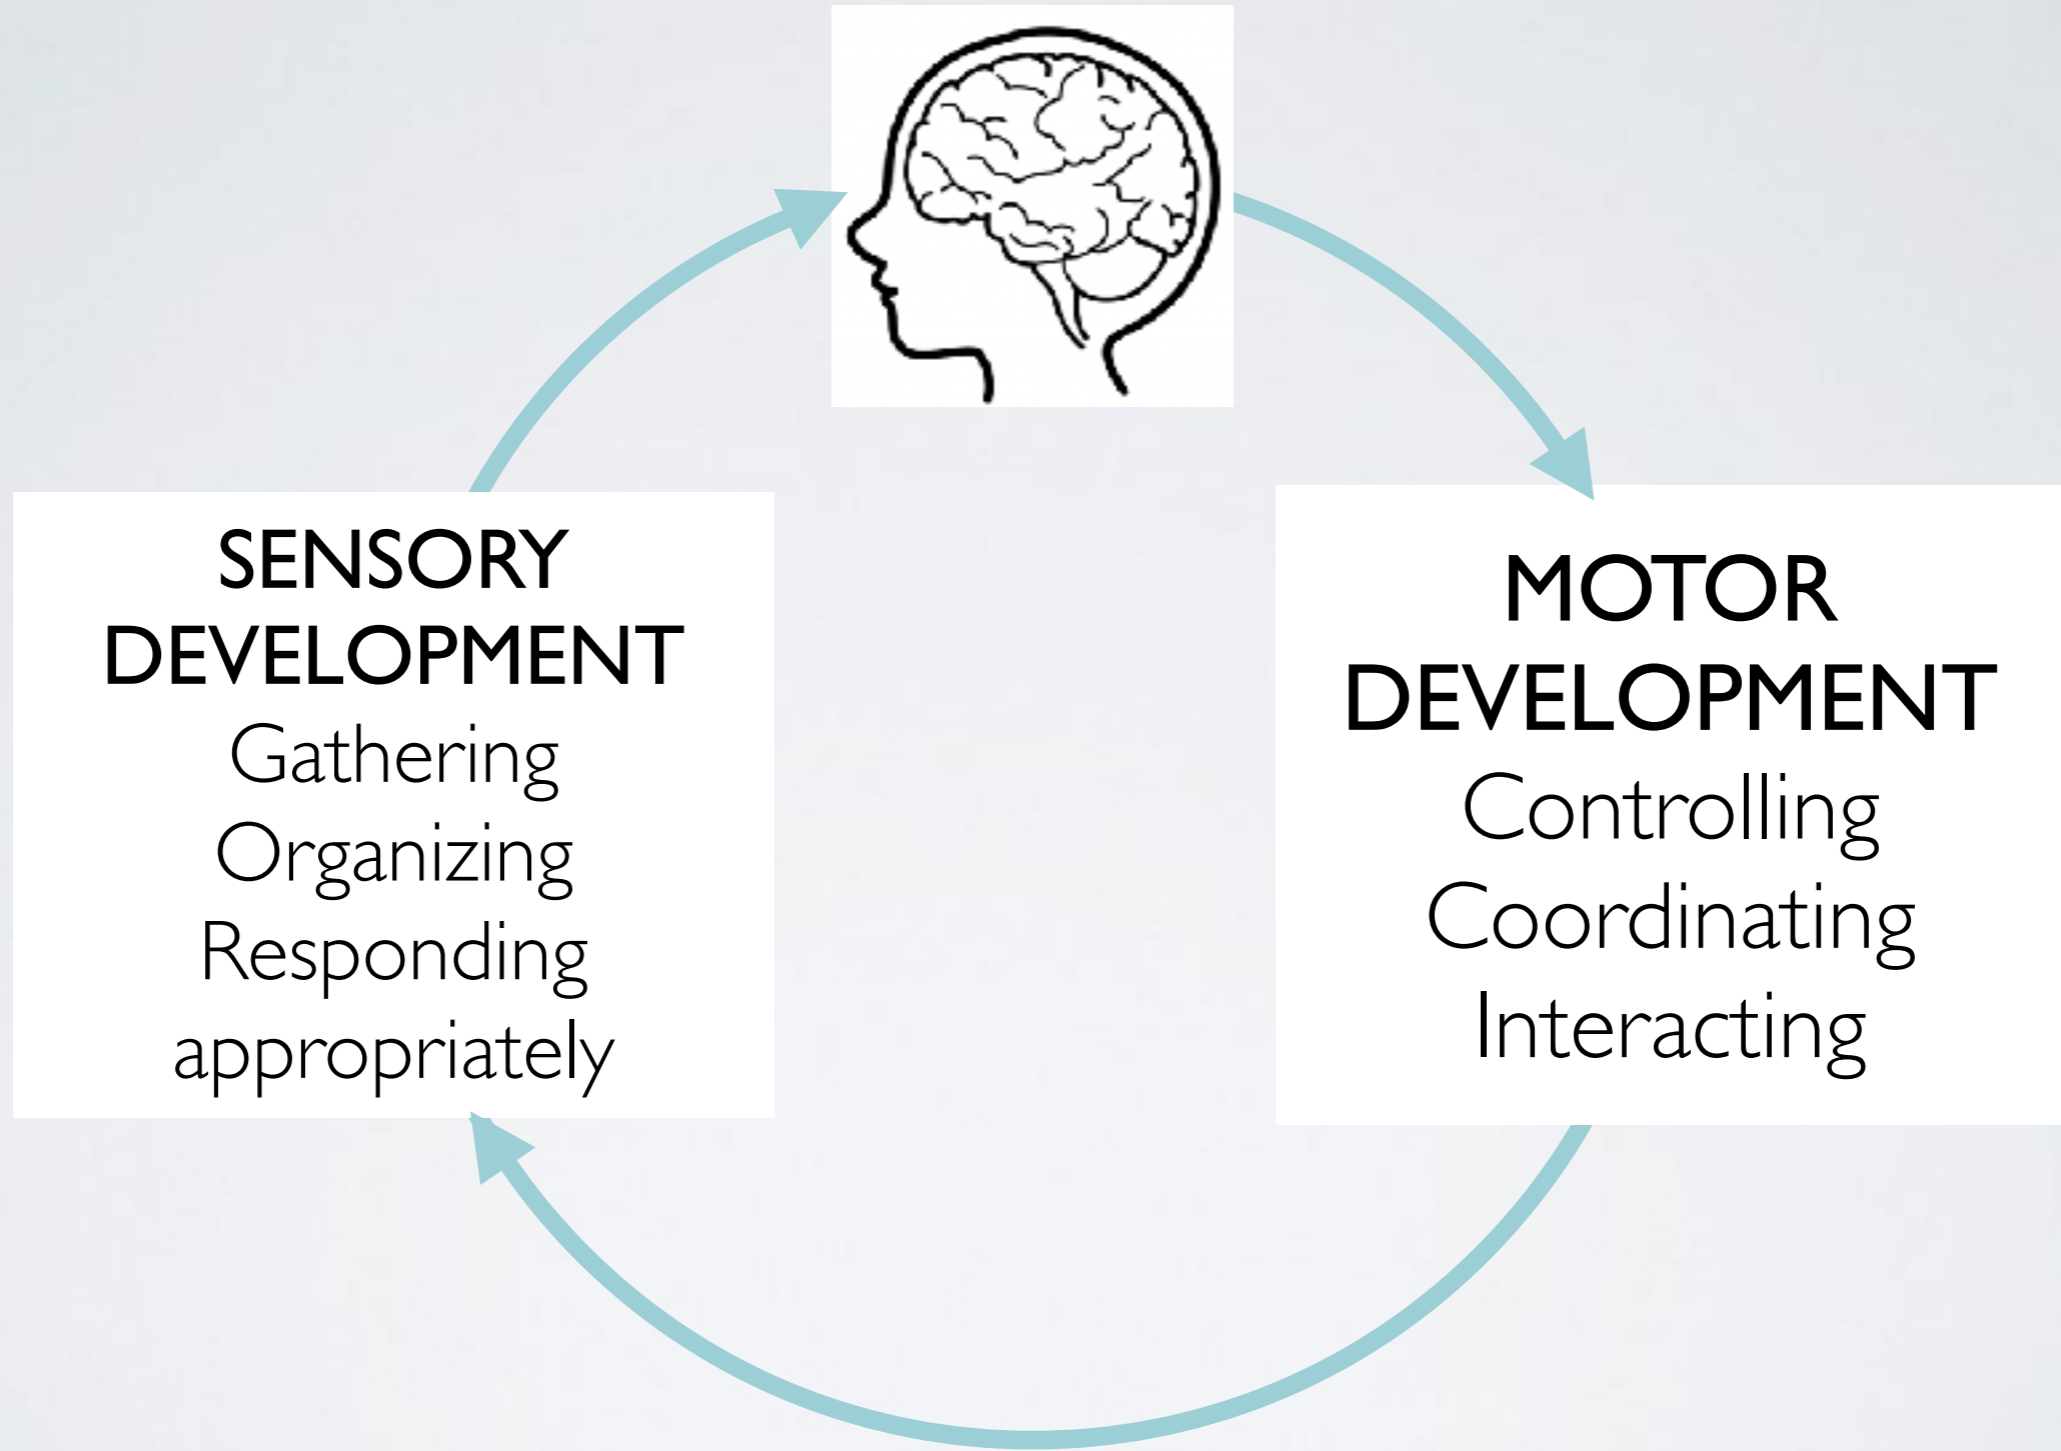 SENSORY
DEVELOPMENT
Gathering
Organizing
Responding
appropriately
MOTOR
DEVELOPMENT
Controlling
Coordinating
Interacting